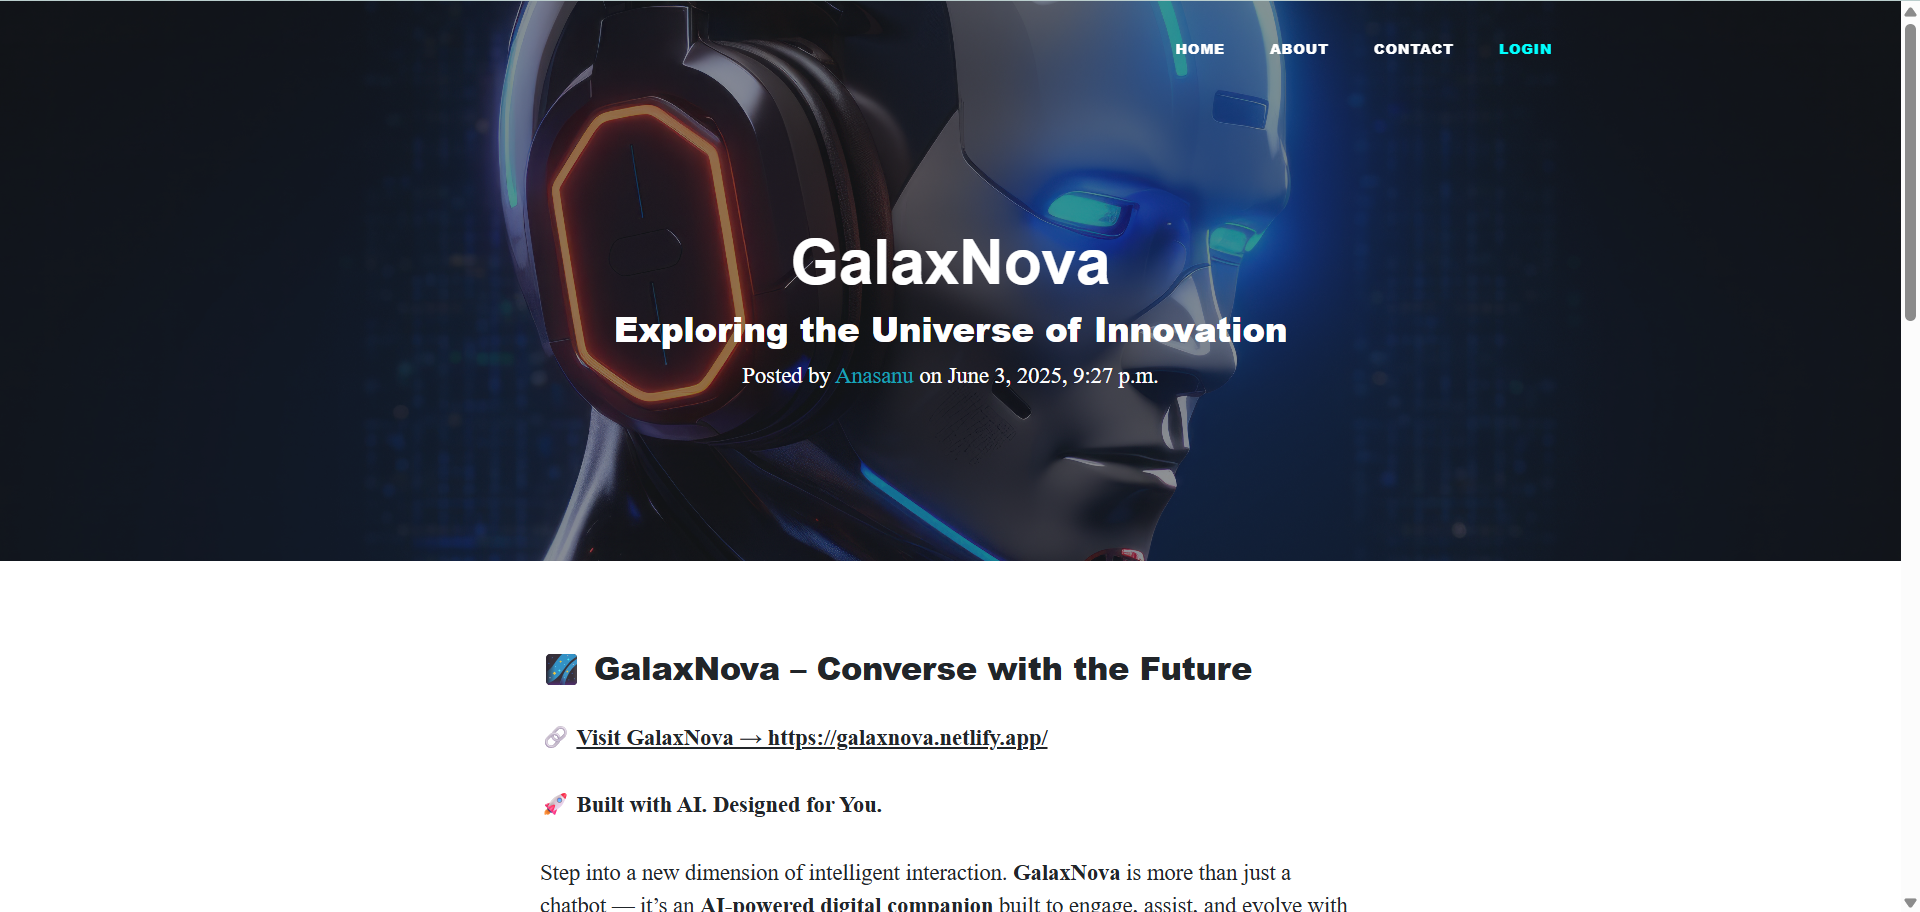 HOME ABOUT CONTACT LOGIN
GalaxNova
Exploring the Universe of Innovation
Posted by Anasanu on June 3, 2025, 9:27 p.m.
🌌 GalaxNova – Converse with the Future
🔗 Visit GalaxNova → https://galaxnova.netlify.app/
🚀 Built with AI. Designed for You.
Step into a new dimension of intelligent interaction. GalaxNova is more than just a
chatbot — it’s an AI-powered digital companion built to engage, assist, and evolve with